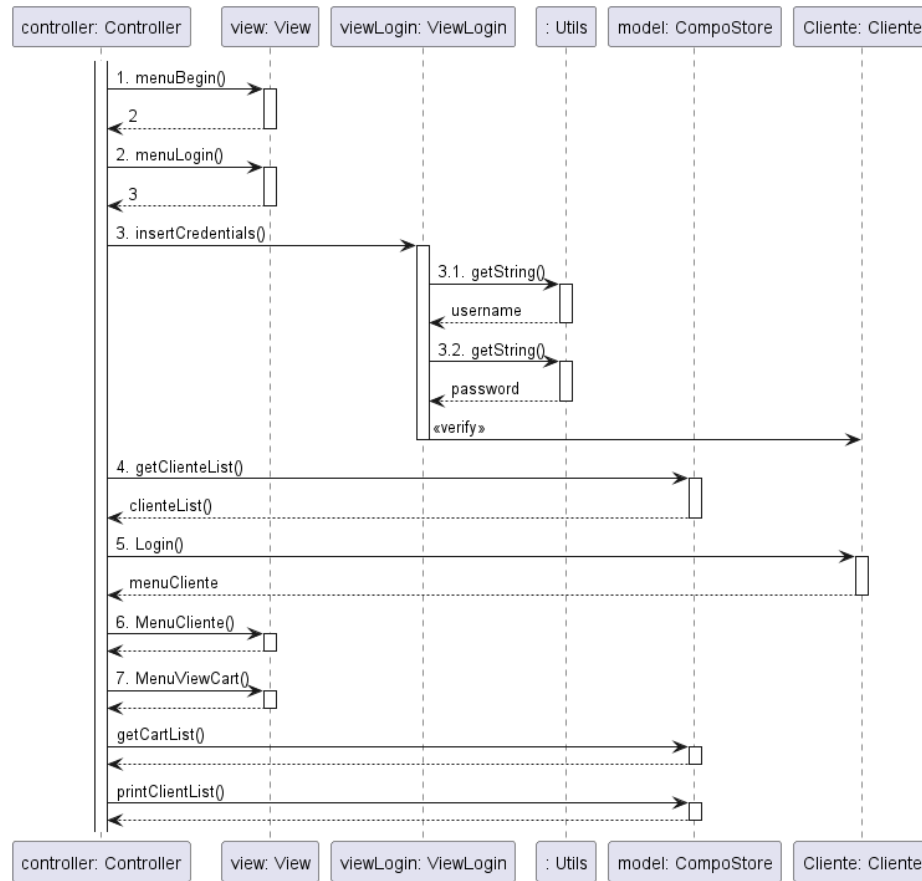 controller: Controller view: View viewLogin: ViewLogin : Utils model: CompoStore Cliente: Cliente
1. menuBegin()
2
2. menuLogin()
3
3. insertCredentials()
3.1. getString()
username
3.2. getString()
password
«verify»
4. getClienteList()
clienteList()
5. Login()
menuCliente
6. MenuCliente()
7. MenuViewCart()
getCartList()
printClientList()
controller: Controller view: View viewLogin: ViewLogin : Utils model: CompoStore Cliente: Cliente